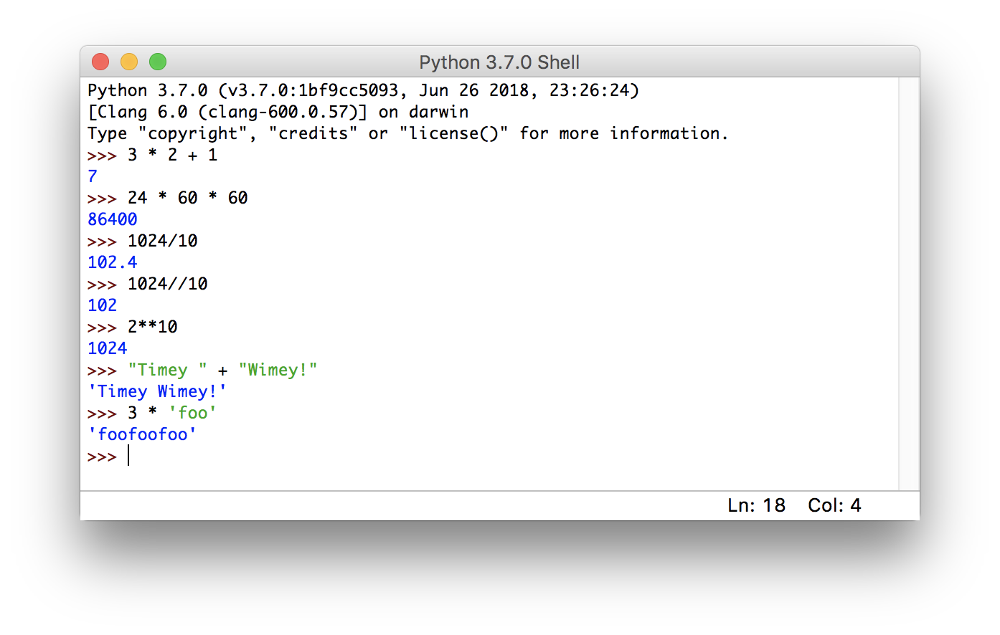 Python 3.7.0 Shell
Python 3.7.0 (v3.7.0:1bf9cc5093, Jun 26 2018, 23:26:24)
[Clang 6.0 (clang-600.0.57)] on darwin
Type "copyright", "credits" or "license()" for more information.
>>> 3 * 2 + 1
7
>>> 24 * 60 * 60
86400
>>> 1024/10
102.4
>>> 1024//10
102
>>> 2**10
1024
>>> "Timey " + "Wimey!"
'Timey Wimey!'
>>> 3 * 'foo'
'foofoofoo'
>>>
Ln: 18 Col: 4